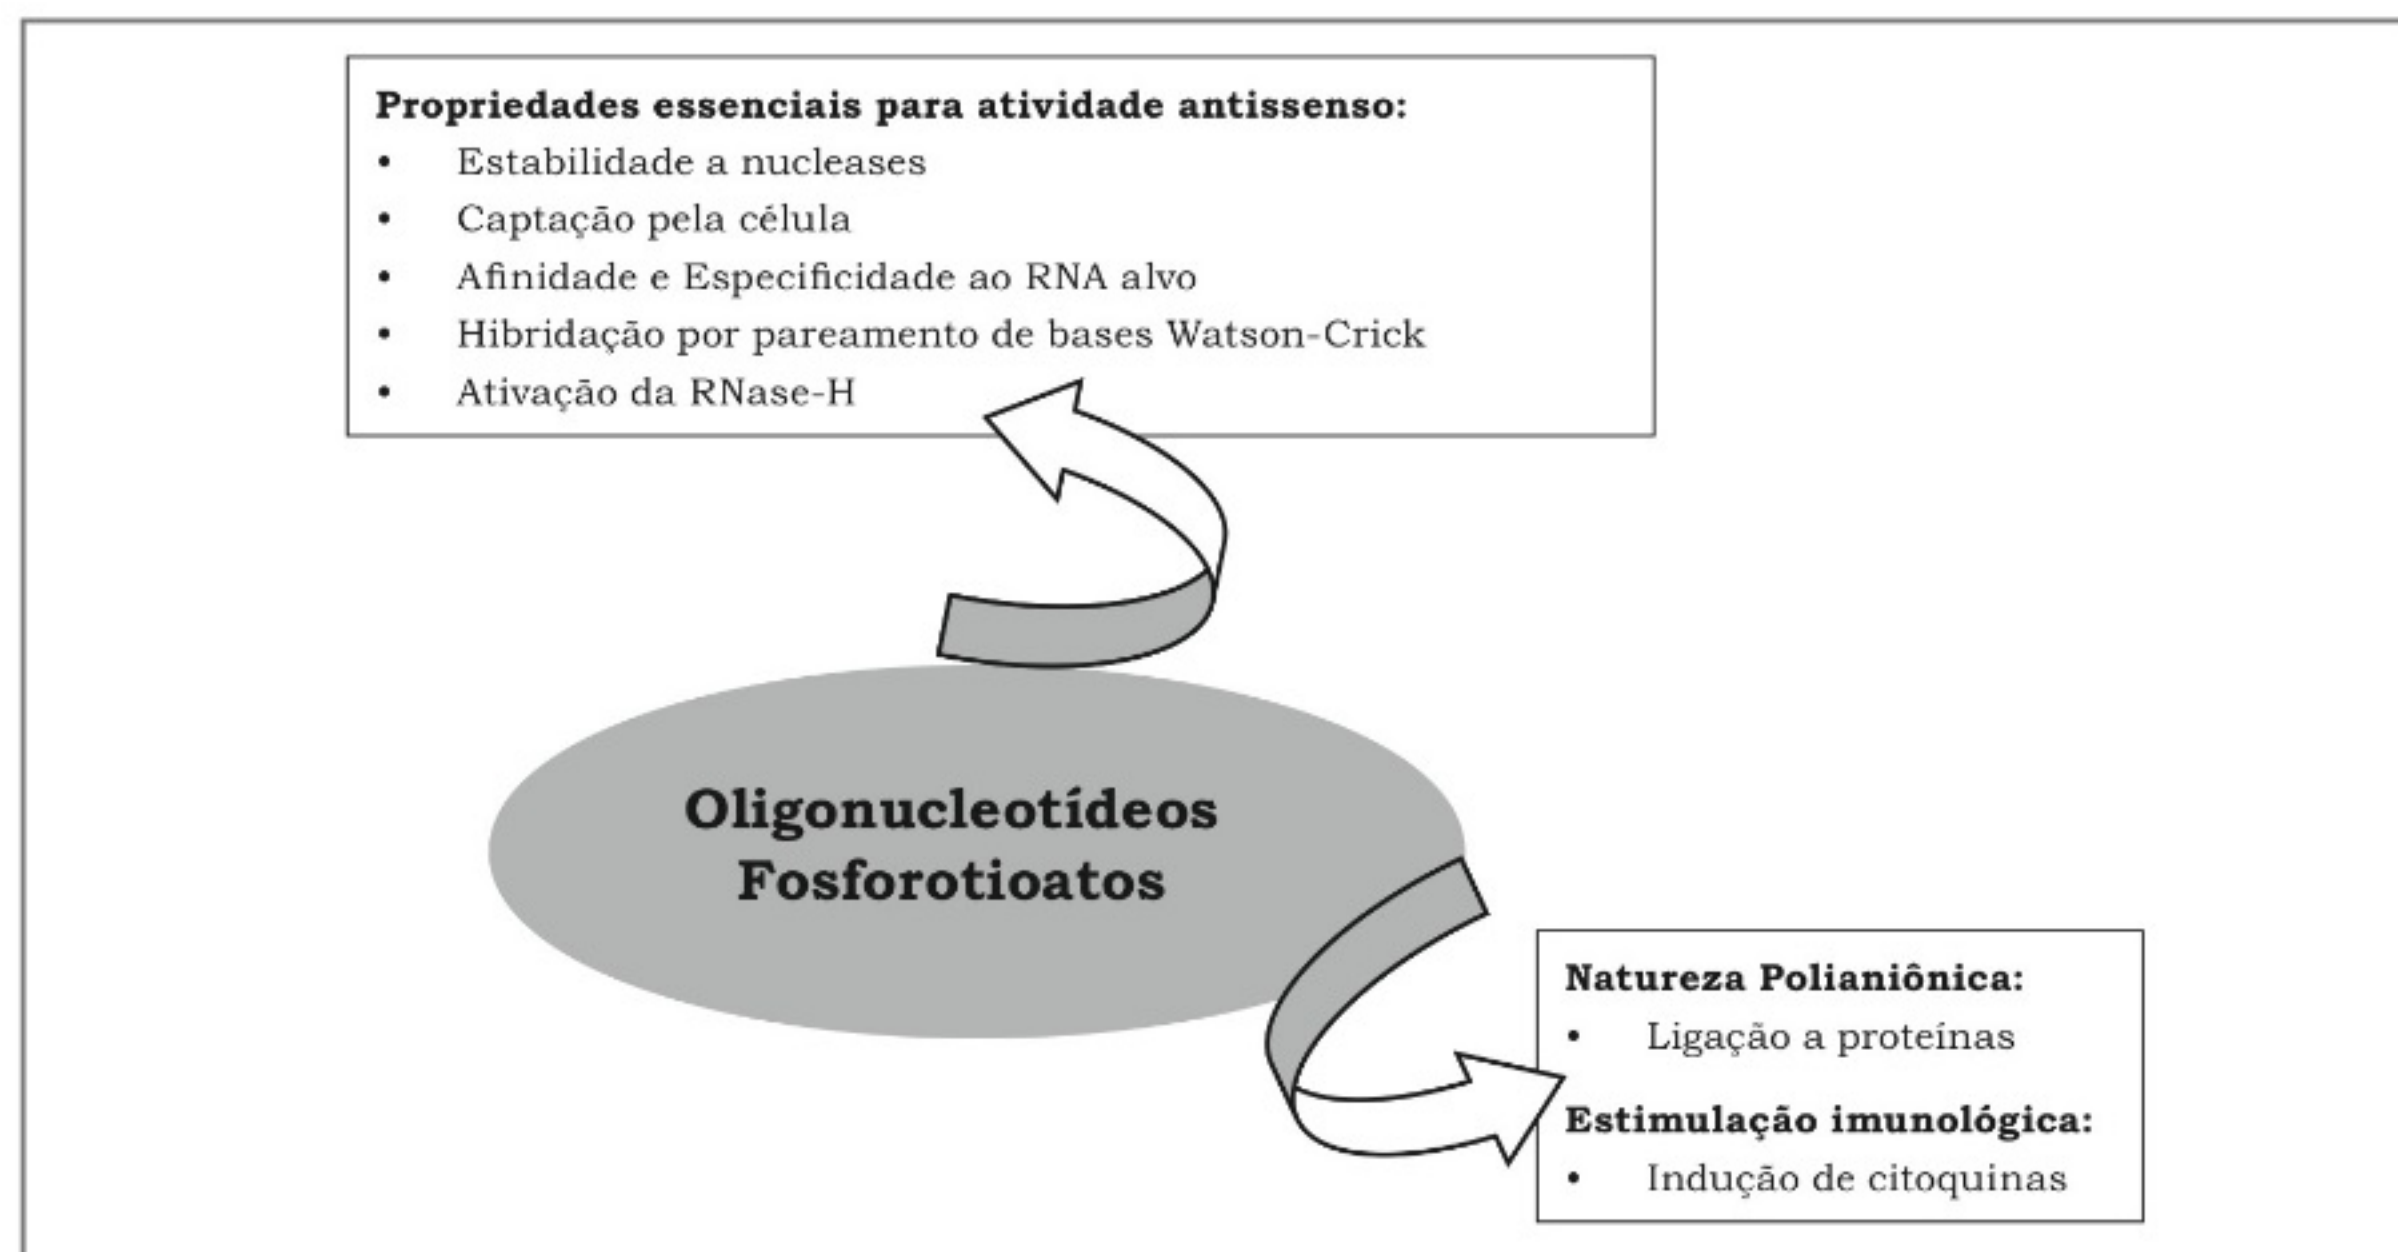 Propriedades essenciais para atividade antissenso:
• Estabilidade a nucleases
• Captação pela célula
• Afinidade e Especificidade ao RNA alvo
• Hibridação por pareamento de bases Watson-Crick
• Ativação da RNase-H
Oligonucleotídeos
Fosforotioatos
Natureza Polianiônica:
• Ligação a proteínas
Estimulação imunológica:
• Indução de citoquinas